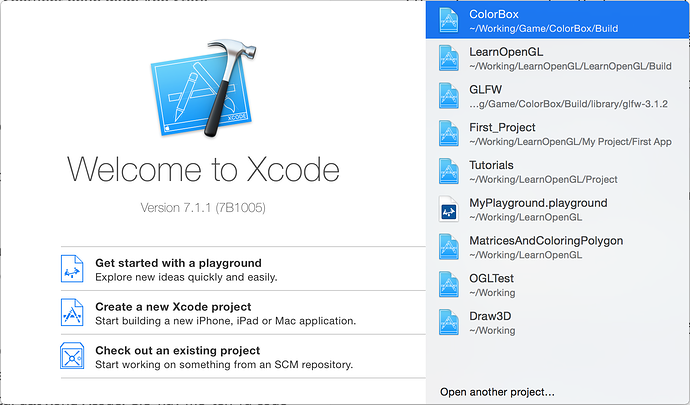 XCODE
Welcome to Xcode
Version 7.1.1 (7B1005)
Get started with a playground
Explore new ideas quickly and easily.
Create a new Xcode project
Start building a new iPhone, iPad or Mac application.
Check out an existing project
Start working on something from an SCM repository.
ColorBox
~/Working/Game/ColorBox/Build
LearnOpenGL
~/Working/LearnOpenGL/LearnOpenGL/Build
GLFW
...g/Game/ColorBox/Build/library/glfw-3.1.2
First_Project
~/Working/LearnOpenGL/My Project/First App
Tutorials
~/Working/LearnOpenGL/Project
MyPlayground.playground
~/Working/LearnOpenGL
MatricesAndColoringPolygon
~/Working/LearnOpenGL
OGLTest
~/Working
Draw3D
~/Working
Open another project...